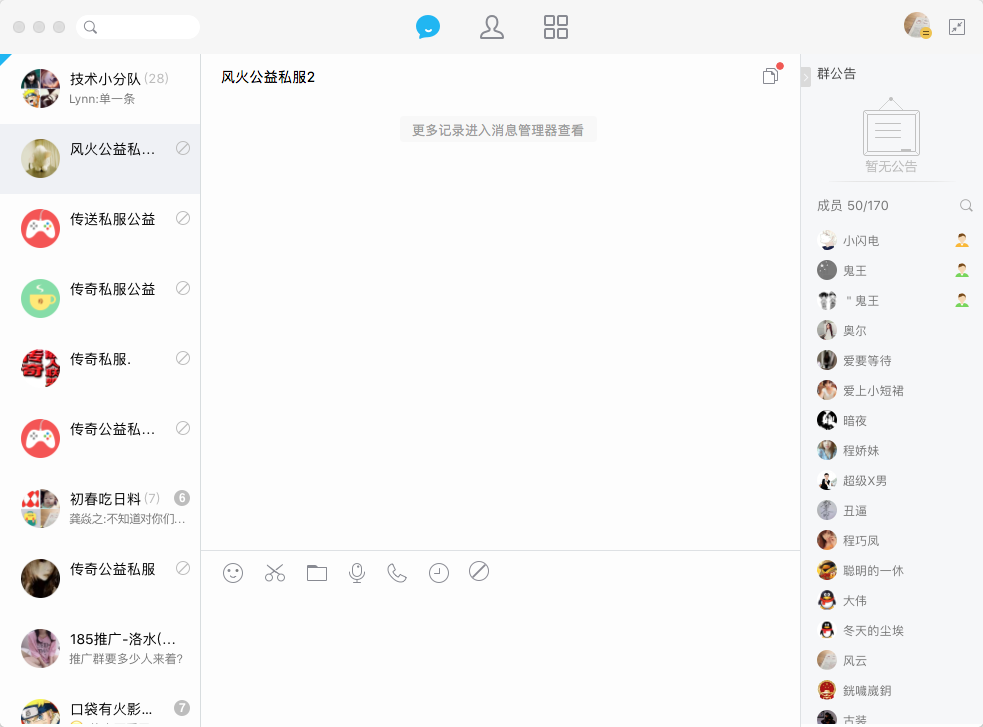 技术小分队 (28)
Lynn:单一条
风火公益私...
传送私服公益
传奇私服公益
传奇私服.
传奇公益私...
初春吃日料 (7)
6
龚焱之:不知道对你们...
传奇公益私服
185推广-洛水(...
推广群要多少人来着?
口袋有火影...
7
风火公益私服2
更多记录进入消息管理器查看
群公告
暂无公告
成员 50/170
小闪电
鬼王
" 鬼王
奥尔
爱要等待
爱上小短裙
暗夜
程娇妹
超级X男
丑逼
程巧凤
聪明的一休
大伟
冬天的尘埃
风云
古装